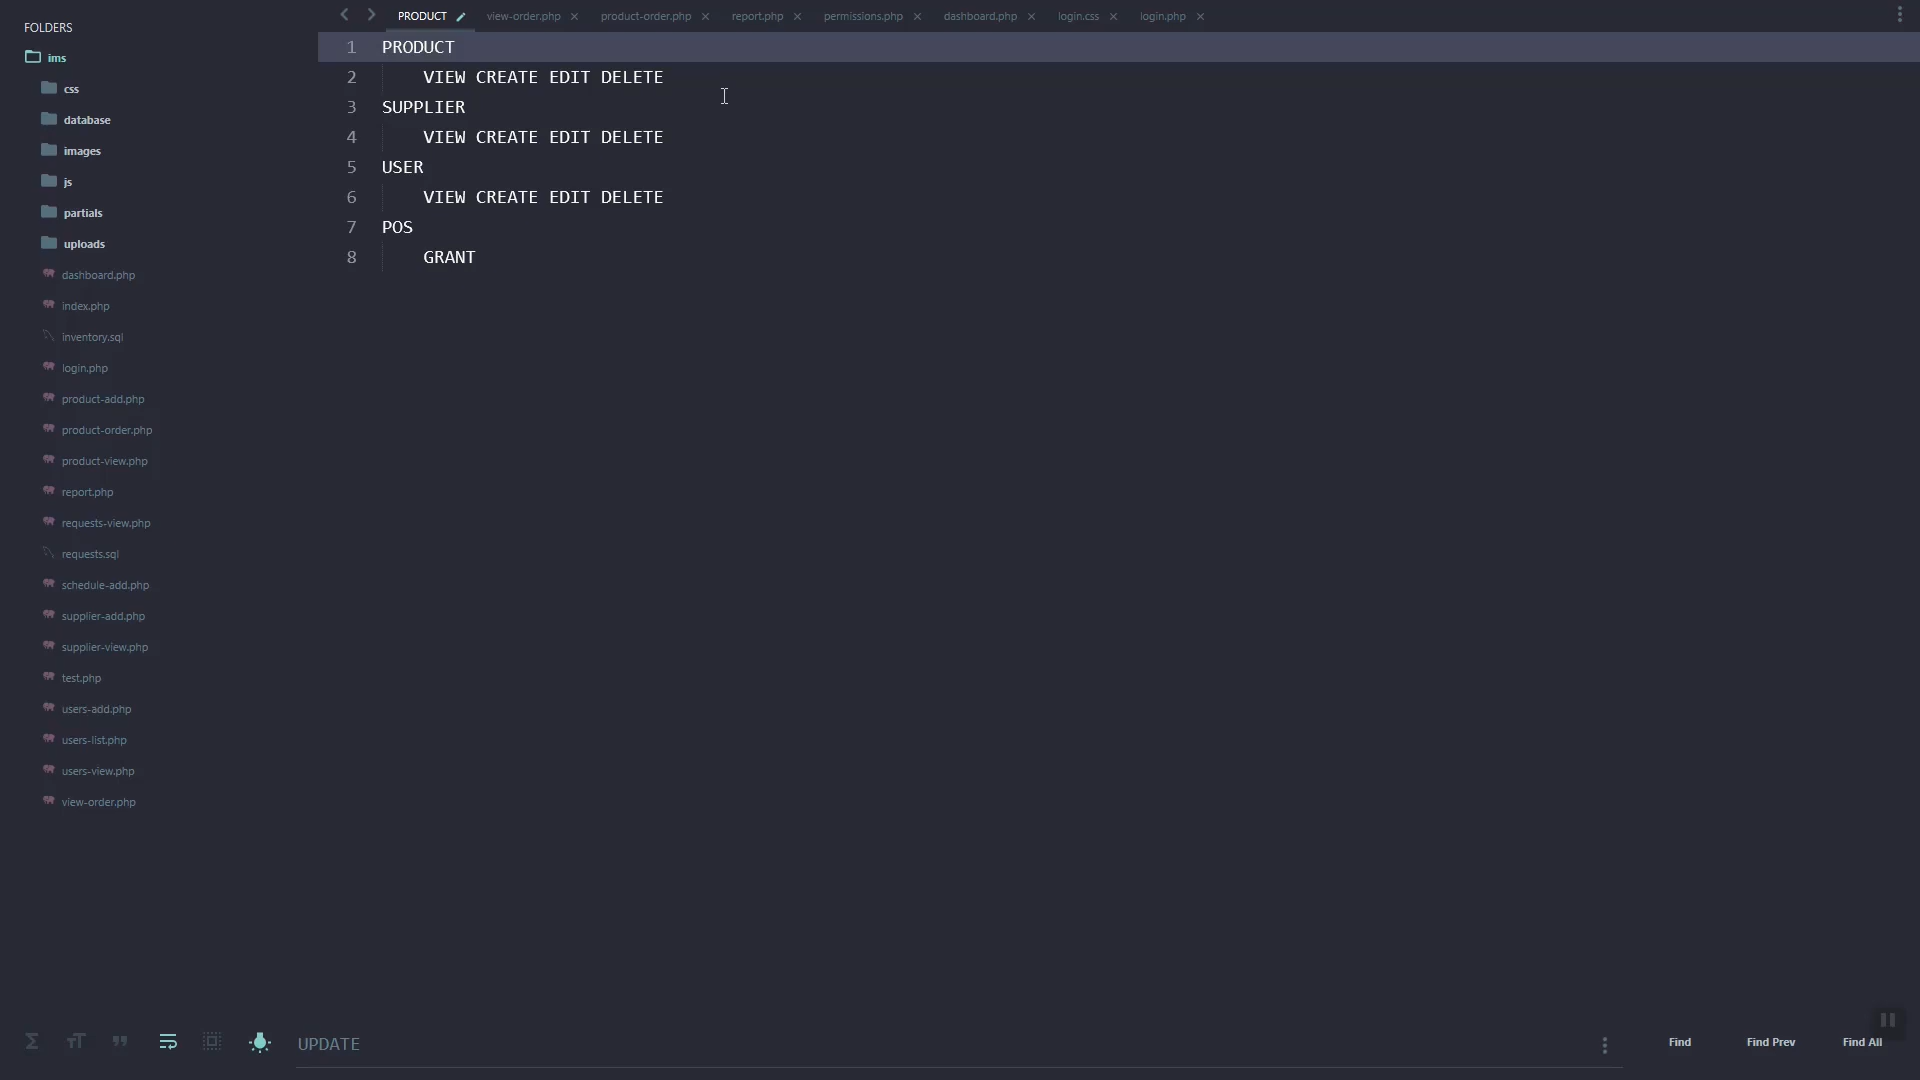 FOLDERS
ims
css
database
images
js
partials
uploads
dashboard.php
index.php
inventory.sql
login.php
product-add.php
product-order.php
product-view.php
report.php
requests-view.php
requests.sql
schedule-add.php
supplier-add.php
supplier-view.php
test.php
users-add.php
users-list.php
users-view.php
view-order.php
PRODUCT view-order.php product-order.php report.php permissions.php dashboard.php login.css login.php
1 PRODUCT
2 VIEW CREATE EDIT DELETE
3 SUPPLIER
4 VIEW CREATE EDIT DELETE
5 USER
6 VIEW CREATE EDIT DELETE
7 POS
8 GRANT
UPDATE Find Find Prev Find All